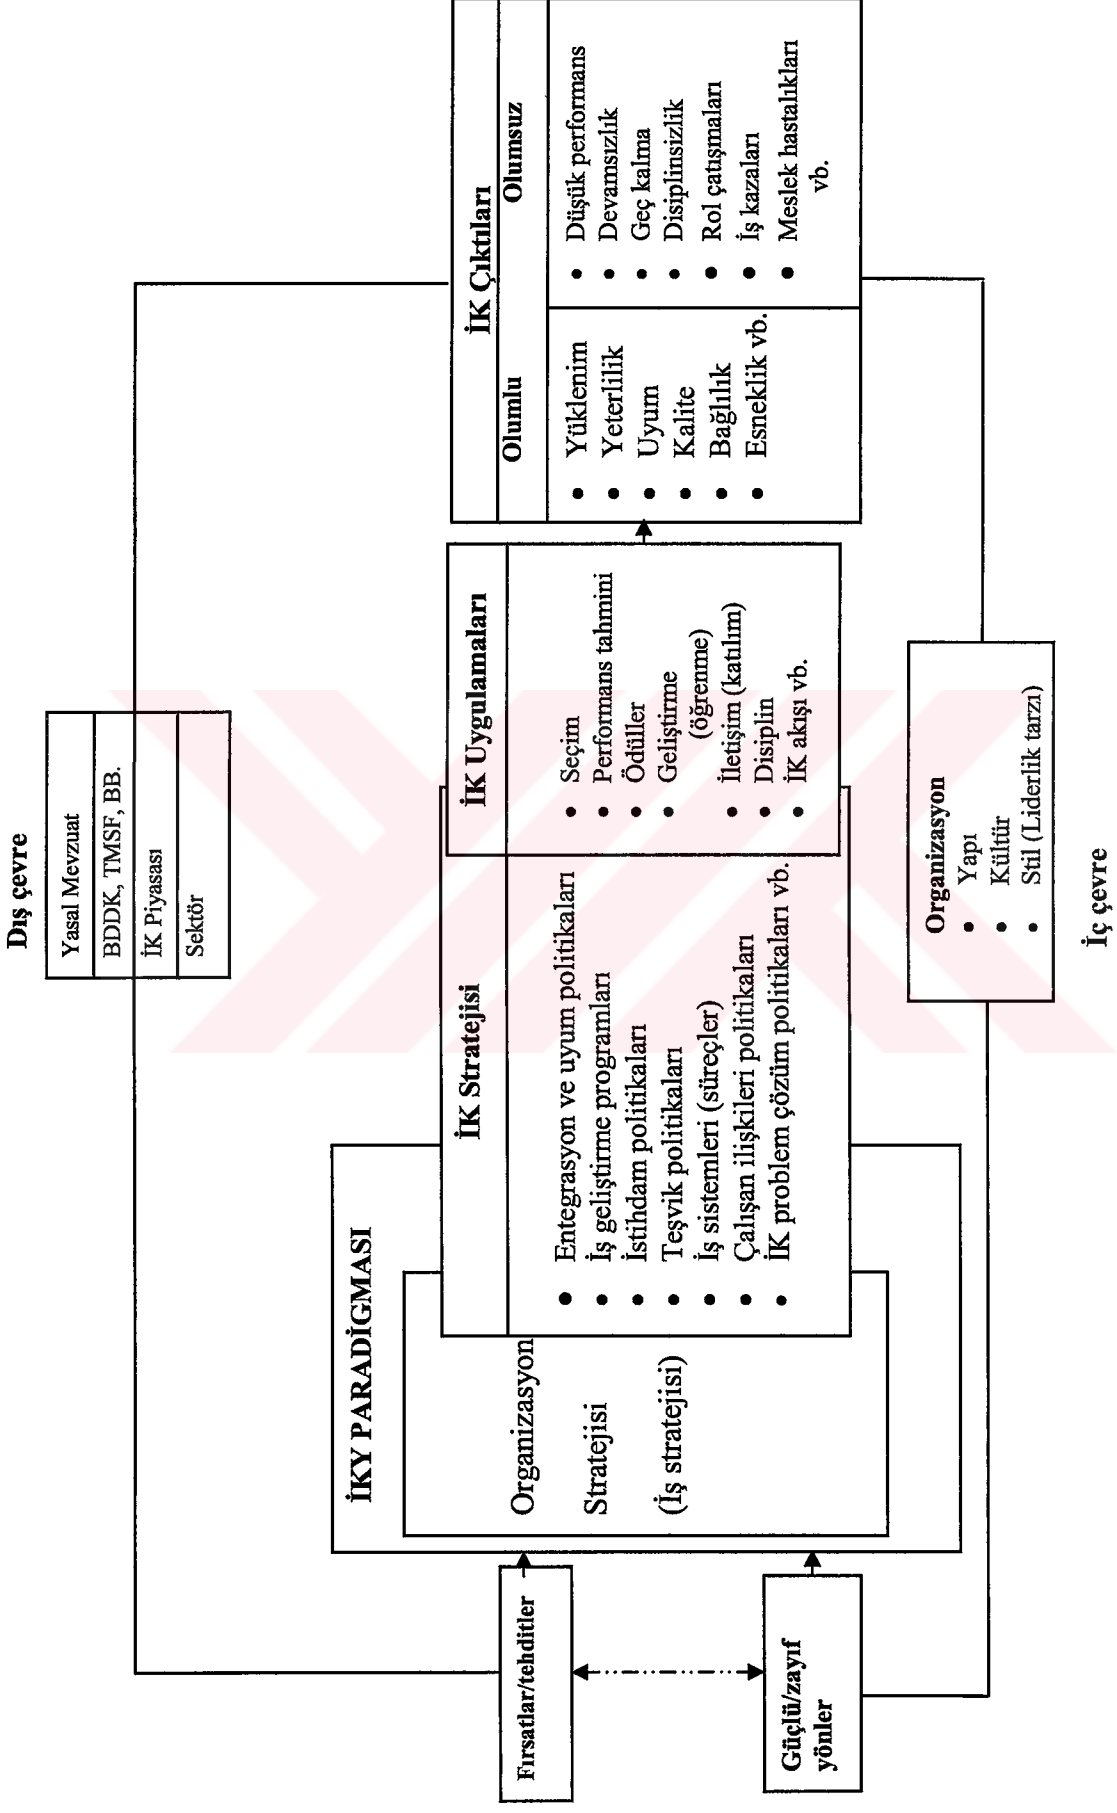 Dış çevre
Yasal Mevzuat
BDDK, TMSF, BB.
İK Piyasası
Sektör
Fırsatlar/tehditler
Güçlü/zayıf
yönler
İKY PARADİGMASI
Organizasyon
Stratejisi
(İş stratejisi)
İK Stratejisi
• Entegrasyon ve uyum politikaları
• İş geliştirme programları
• İstihdam politikaları
• Teşvik politikaları
• İş sistemleri (süreçler)
• Çalışan ilişkileri politikaları
• İK problem çözüm politikaları vb.
İK Uygulamaları
• Seçim
• Performans tahmini
• Ödüller
• Geliştirme
(öğrenme)
• İletişim (katılım)
• Disiplin
• İK akışı vb.
İK Çıktıları
Olumlu
• Yüklenim
• Yeterlilik
• Uyum
• Kalite
• Bağlılık
• Esneklik vb.
Olumsuz
• Düşük performans
• Devamsızlık
• Geç kalma
• Disiplinsizlik
• Rol çatışmaları
• İş kazaları
• Meslek hastalıkları
vb.
Organizasyon
• Yapı
• Kültür
• Stil (Liderlik tarzı)
İç çevre